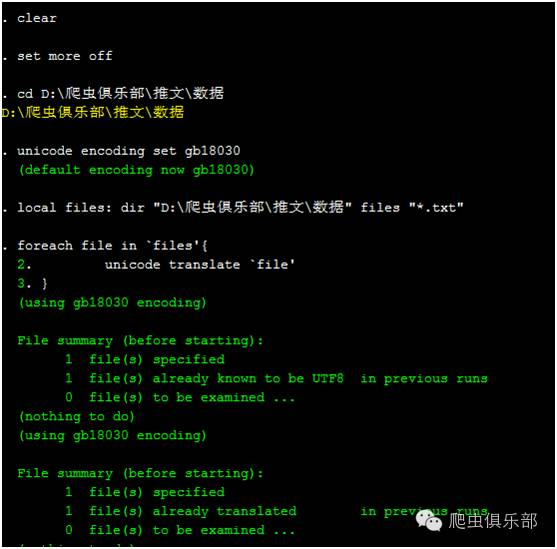 . clear
. set more off
. cd D:\爬虫俱乐部\推文\数据
D:\爬虫俱乐部\推文\数据
. unicode encoding set gb18030
(default encoding now gb18030)
. local files: dir "D:\爬虫俱乐部\推文\数据" files "*.txt"
. foreach file in `files'{
2. unicode translate `file'
3. }
(using gb18030 encoding)
File summary (before starting):
1 file(s) specified
1 file(s) already known to be UTF8 in previous runs
0 file(s) to be examined ...
(nothing to do)
(using gb18030 encoding)
File summary (before starting):
1 file(s) specified
1 file(s) already translated in previous runs
0 file(s) to be examined ...
爬虫俱乐部